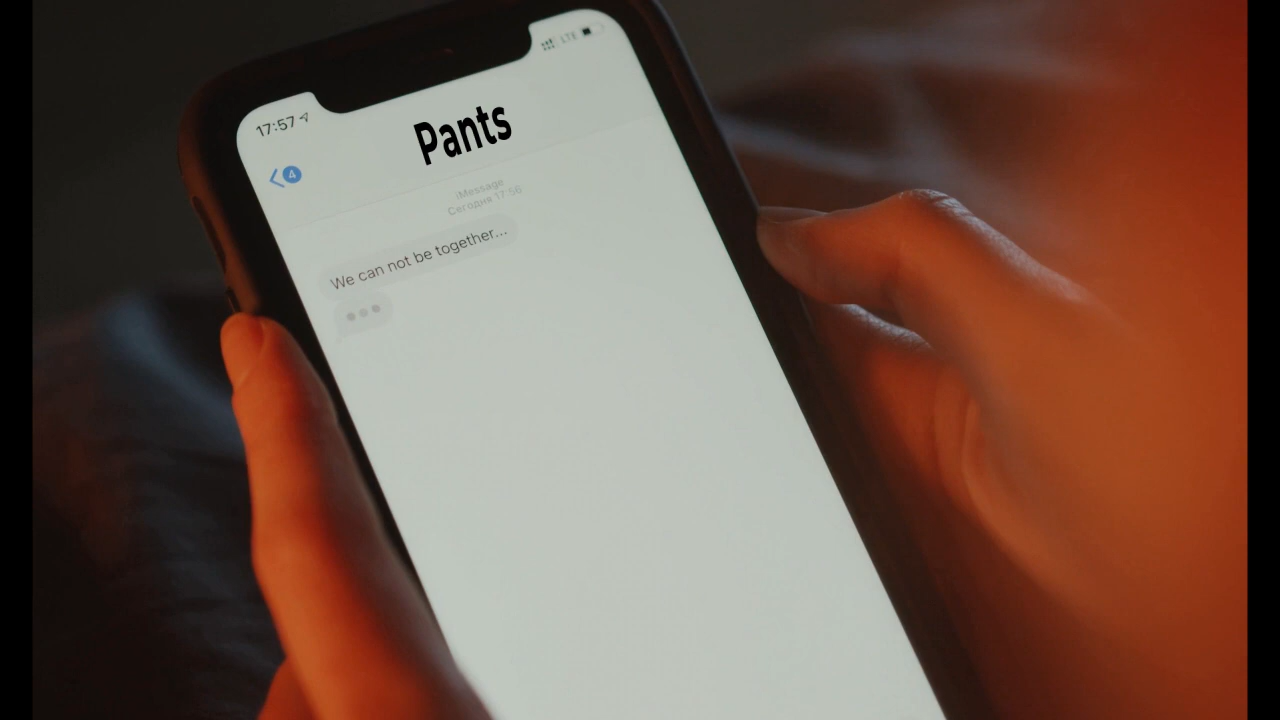 17:57
LTE
4
Pants
iMessage
Сегодня 17:56
We can not be together...